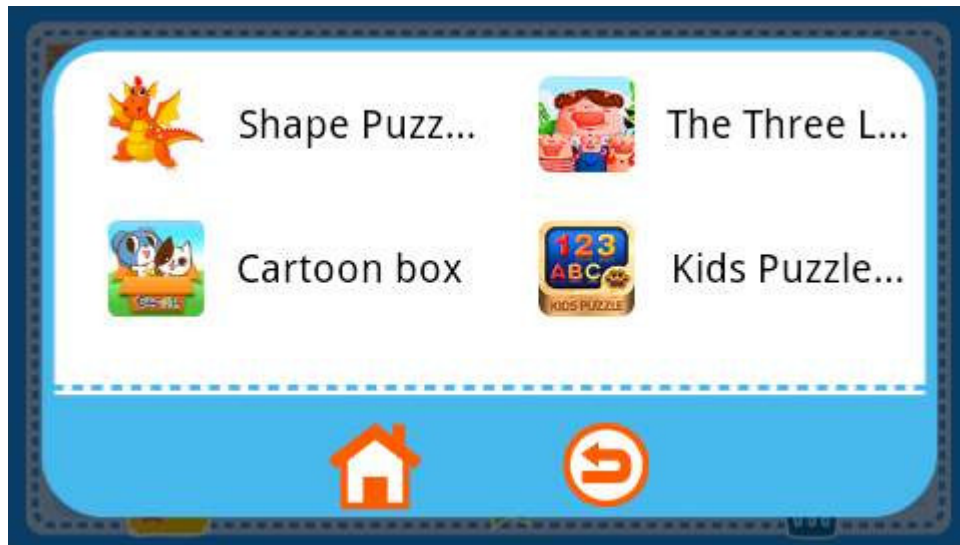 Shape Puzz...
The Three L...
Cartoon box
Kids Puzzle...
123
ABC
KIDS PUZZLE